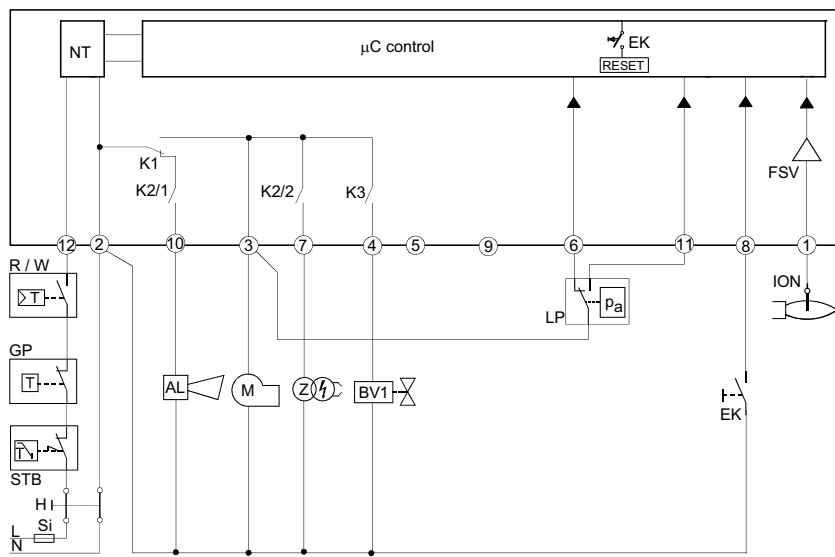 NT
µC control
EK
RESET
K1
K2/1
K2/2
K3
FSV
12
2
10
3
7
4
5
9
6
11
8
1
R / W
T
GP
T
STB
T
H
Si
L
N
AL
M
Z
BV1
LP
pa
ION
EK